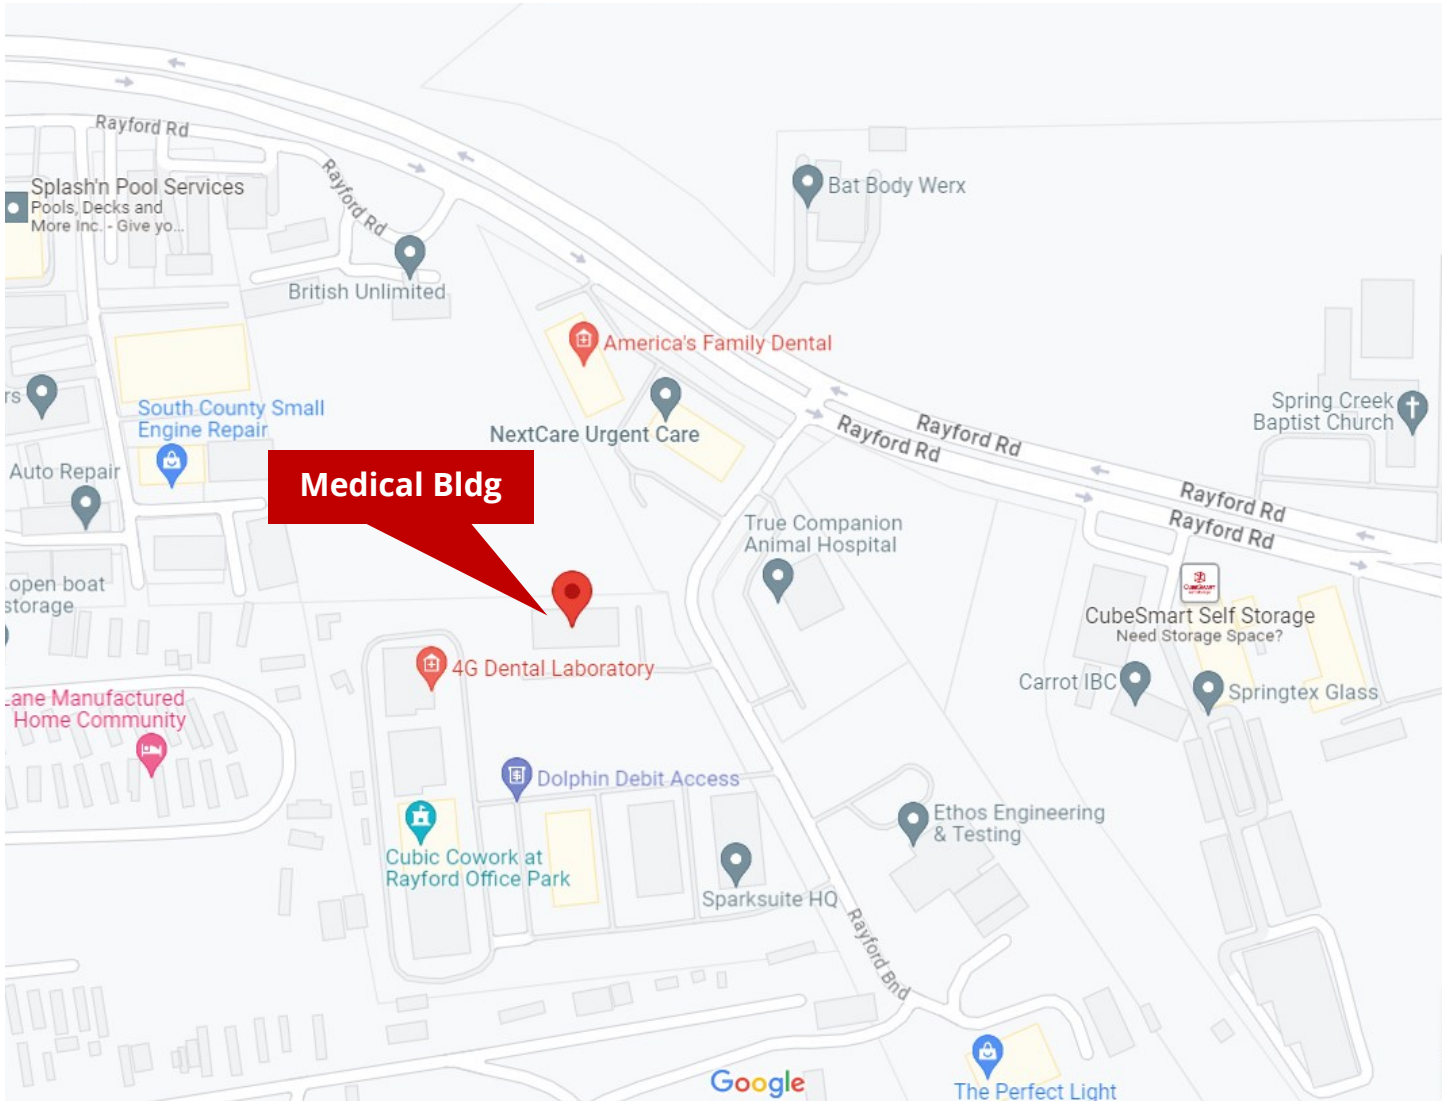 Rayford Rd
Splash'n Pool Services
Pools, Decks and
More Inc. - Give yo...
Rayford Rd
Bat Body Werx
British Unlimited
America's Family Dental
South County Small
Engine Repair
NextCare Urgent Care
Rayford Rd
Rayford Rd
Spring Creek
Baptist Church
rs
Auto Repair
Medical Bldg
Rayford Rd
Rayford Rd
True Companion
Animal Hospital
open boat
storage
CUBESMART
CubeSmart Self Storage
Need Storage Space?
4G Dental Laboratory
Lane Manufactured
Home Community
Carrot IBC
Springtex Glass
Dolphin Debit Access
Ethos Engineering
& Testing
Cubic Cowork at
Rayford Office Park
Sparksuite HQ
Rayford Bnd
Google
The Perfect Light